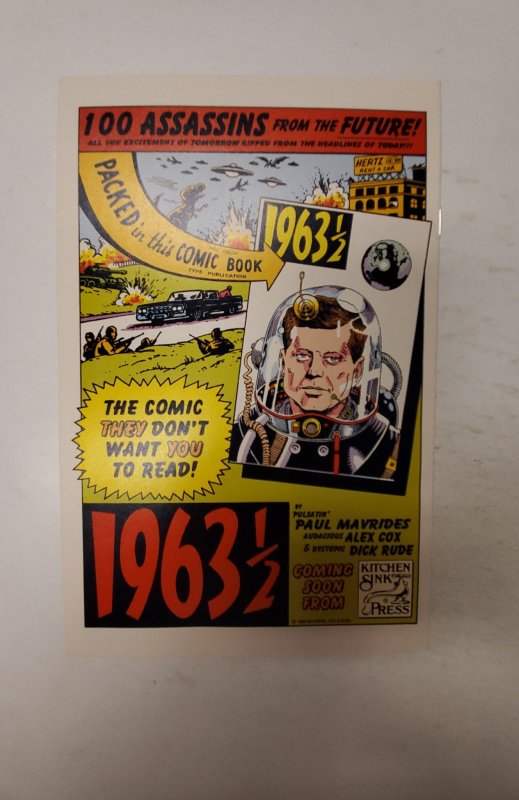 100 ASSASSINS FROM THE FUTURE!
ALL THE EXCITEMENT OF TOMORROW RIPPED FROM THE HEADLINES OF TODAY!!!
HERTZ
RENT A CAR
PACKED in this COMIC BOOK
TYPE PUBLICATION
1963½
THE COMIC
THEY DON'T
WANT YOU
TO READ!
1963½
BY
PULSATIN' PAUL MAVRIDES
AUDACIOUS ALEX COX
& DYSTOPIC DICK RUDE
COMING
SOON
FROM
KITCHEN
SINK
PRESS